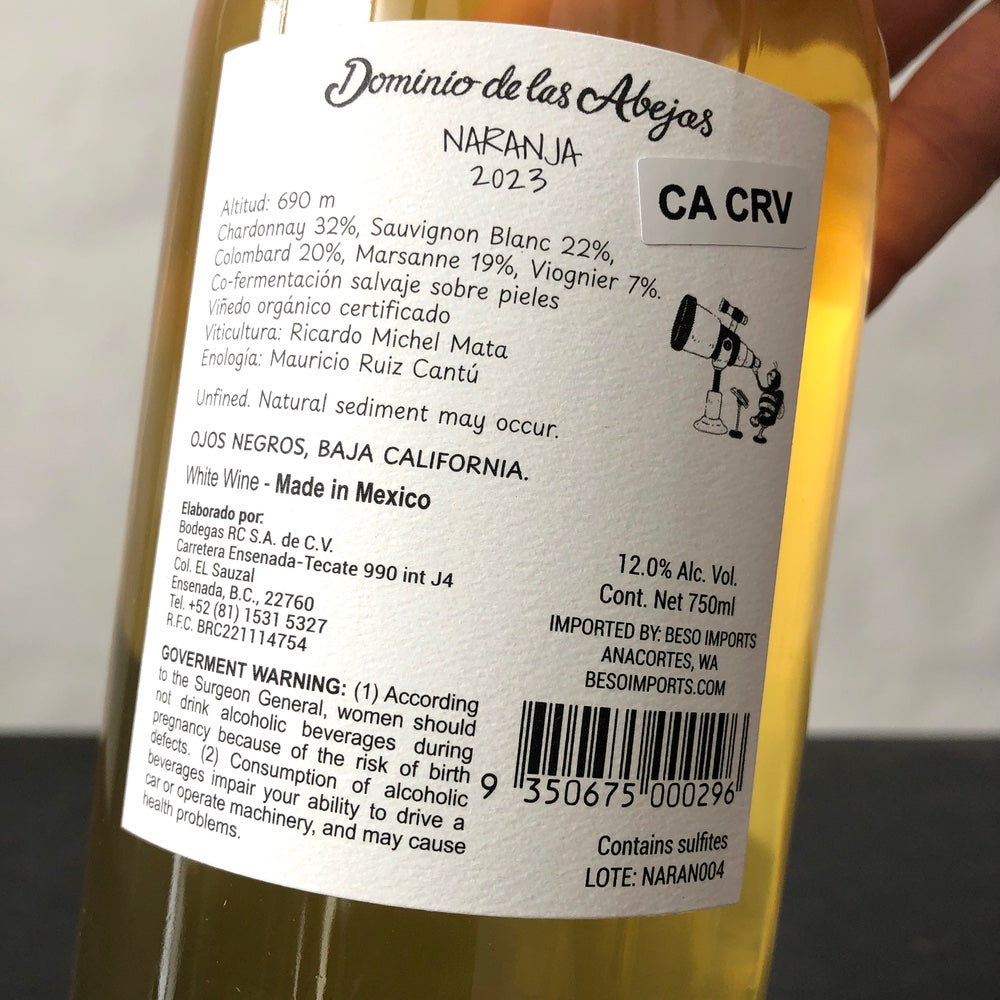 Dominio de las Abejas
NARANJA
2023
CA CRV
Altitud: 690 m
Chardonnay 32%, Sauvignon Blanc 22%,
Colombard 20%, Marsanne 19%, Viognier 7%.
Co-fermentación salvaje sobre pieles
Viñedo orgánico certificado
Viticultura: Ricardo Michel Mata
Enología: Mauricio Ruiz Cantú
Unfined. Natural sediment may occur.
OJOS NEGROS, BAJA CALIFORNIA.
White Wine - Made in Mexico
Elaborado por:
Bodegas RC S.A. de C.V.
Carretera Ensenada-Tecate 990 int J4
Col. EL Sauzal
Ensenada, B.C., 22760
Tel. +52 (81) 1531 5327
R.F.C. BRC221114754
GOVERMENT WARNING: (1) According
to the Surgeon General, women should
not drink alcoholic beverages during
pregnancy because of the risk of birth
defects. (2) Consumption of alcoholic
beverages impair your ability to drive a
car or operate machinery, and may cause
health problems.
12.0% Alc. Vol.
Cont. Net 750ml
IMPORTED BY: BESO IMPORTS
ANACORTES, WA
BESOIMPORTS.COM
9 350675 000296
Contains sulfites
LOTE: NARAN004